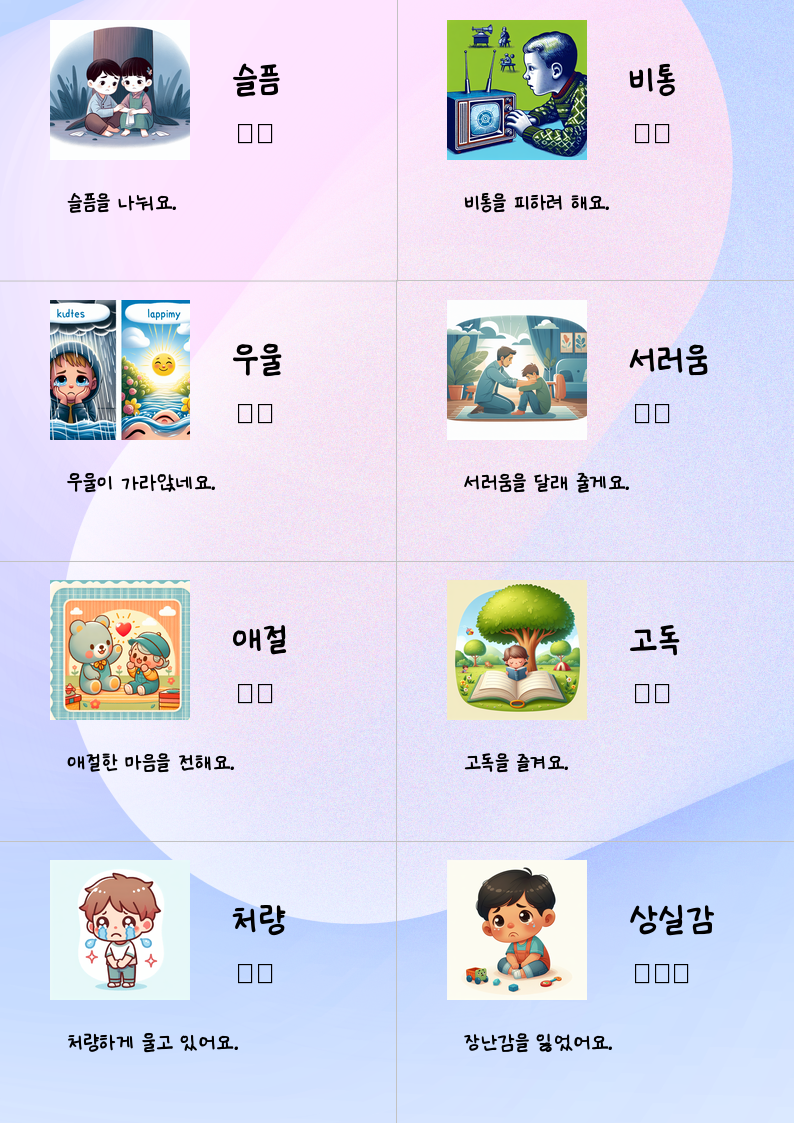 슬픔
□□
슬픔을 나눠요.
비통
□□
비통을 피하려 해요.
kudtes
lappimy
우울
□□
우울이 가라앉네요.
서러움
□□
서러움을 달래 줄게요.
애절
□□
애절한 마음을 전해요.
고독
□□
고독을 즐겨요.
처량
□□
처량하게 울고 있어요.
상실감
□□□
장난감을 잃었어요.